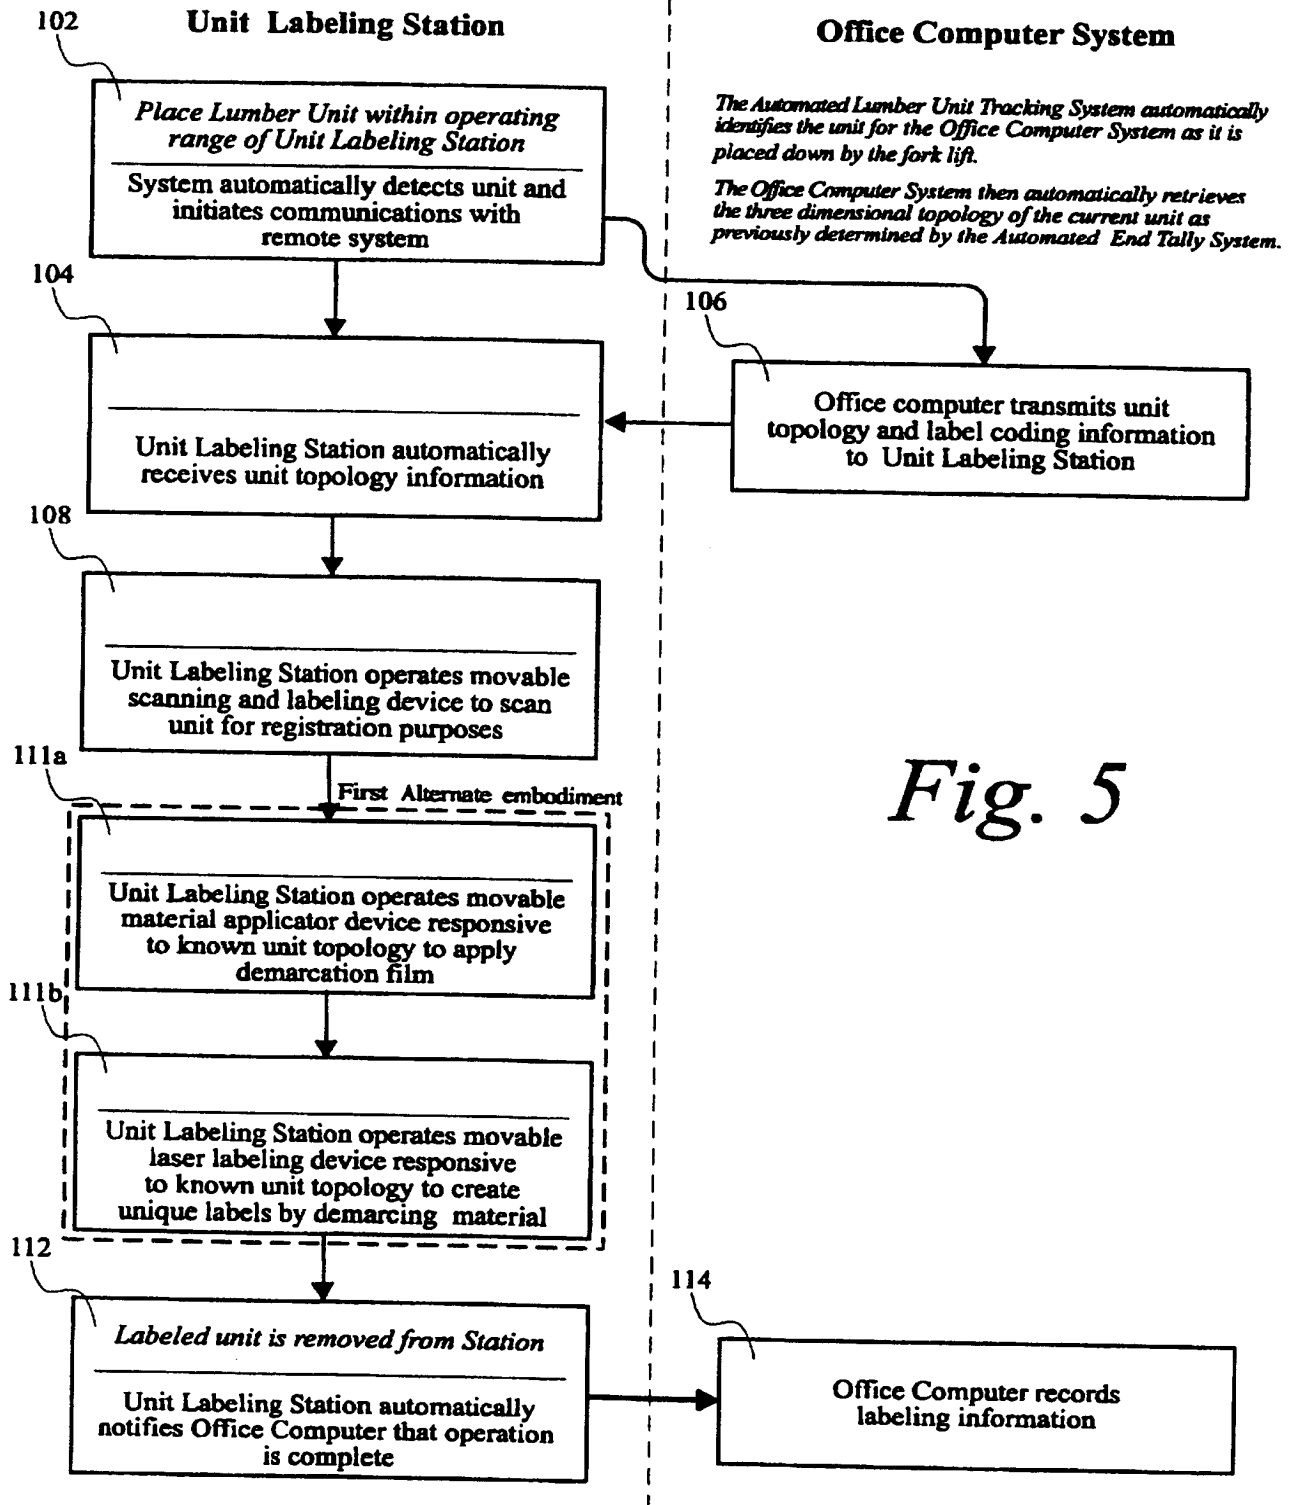 102
Unit Labeling Station
Office Computer System
Place Lumber Unit within operating
range of Unit Labeling Station
System automatically detects unit and
initiates communications with
remote system
The Automated Lumber Unit Tracking System automatically
identifies the unit for the Office Computer System as it is
placed down by the fork lift.
The Office Computer System then automatically retrieves
the three dimensional topology of the current unit as
previously determined by the Automated End Tally System.
104
Unit Labeling Station automatically
receives unit topology information
106
Office computer transmits unit
topology and label coding information
to Unit Labeling Station
108
Unit Labeling Station operates movable
scanning and labeling device to scan
unit for registration purposes
111a
First Alternate embodiment
Unit Labeling Station operates movable
material applicator device responsive
to known unit topology to apply
demarcation film
111b
Unit Labeling Station operates movable
laser labeling device responsive
to known unit topology to create
unique labels by demarcing material
112
Labeled unit is removed from Station
Unit Labeling Station automatically
notifies Office Computer that operation
is complete
114
Office Computer records
labeling information
Fig. 5